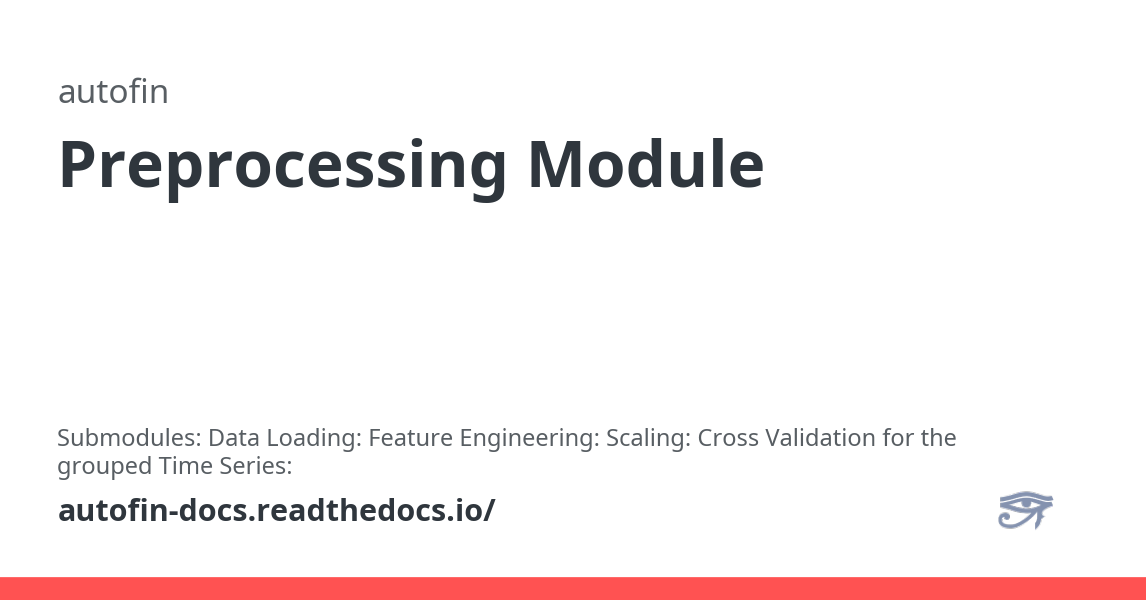 autofin
Preprocessing Module
Submodules: Data Loading: Feature Engineering: Scaling: Cross Validation for the
grouped Time Series:
autofin-docs.readthedocs.io/